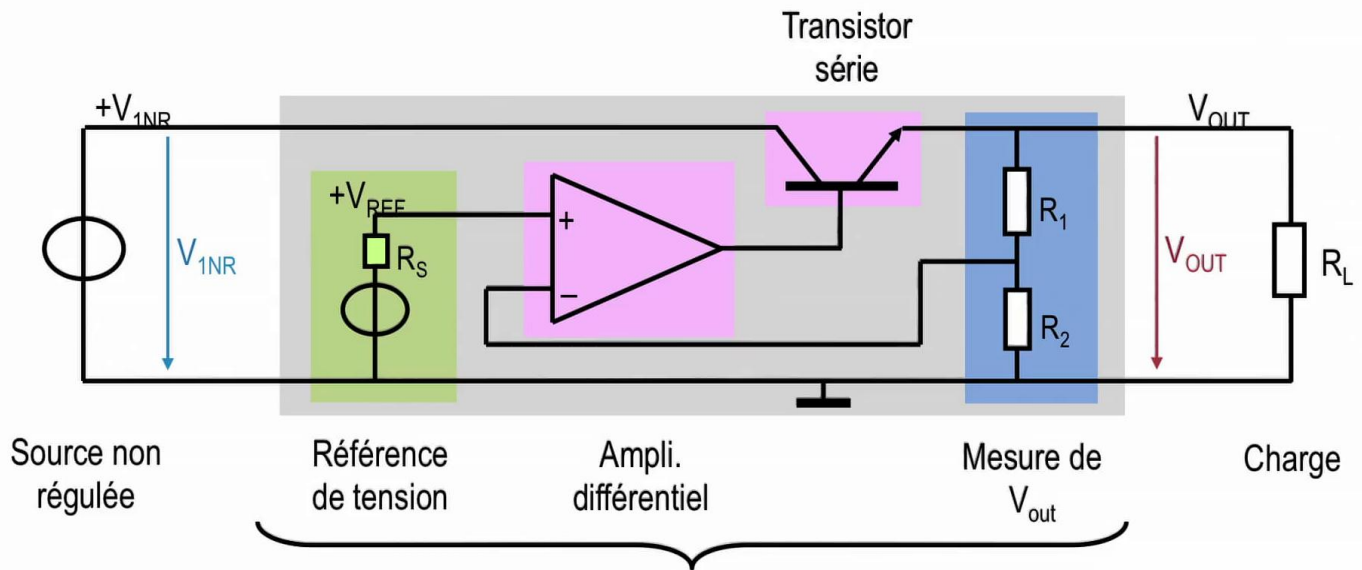 Transistor
série
+V1NR
VOUT
+VREF
+
R1
RS
V1NR
VOUT
RL
−
R2
Source non
régulée
Référence
de tension
Ampli.
différentiel
Mesure de
Vout
Charge